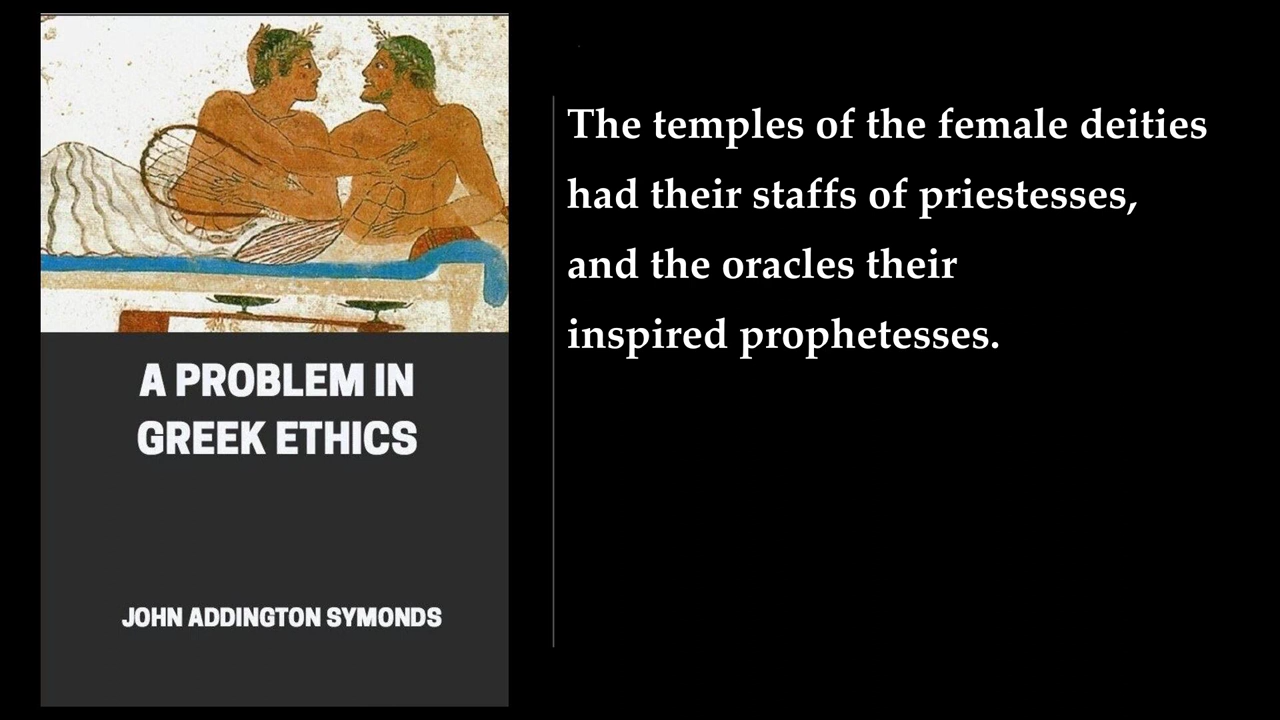 A PROBLEM IN
GREEK ETHICS
JOHN ADDINGTON SYMONDS
The temples of the female deities
had their staffs of priestesses,
and the oracles their
inspired prophetesses.